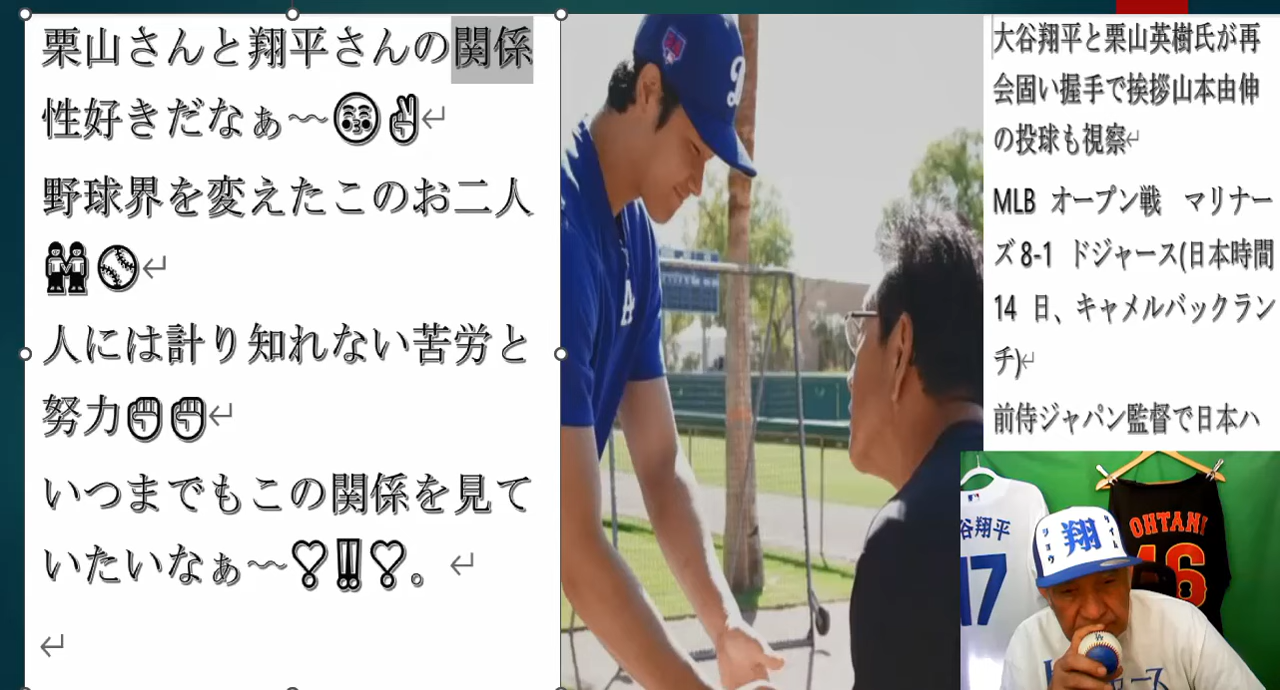 栗山さんと翔平さんの関係
性好きだなぁ〰😚✌↵
野球界を変えたこのお二人
👬⚾↵
人には計り知れない苦労と
努力✊✊↵
いつまでもこの関係を見て
いたいなぁ〰❣‼❣。↵
↵
大谷翔平と栗山英樹氏が再
会固い握手で挨拶山本由伸
の投球も視察↵
MLB オープン戦 マリナー
ズ 8-1 ドジャース(日本時間
14 日、キャメルバックラン
チ)↵
前侍ジャパン監督で日本ハ
谷翔平
17
OHTANI
16
翔
ショウ
タイム
D
LA